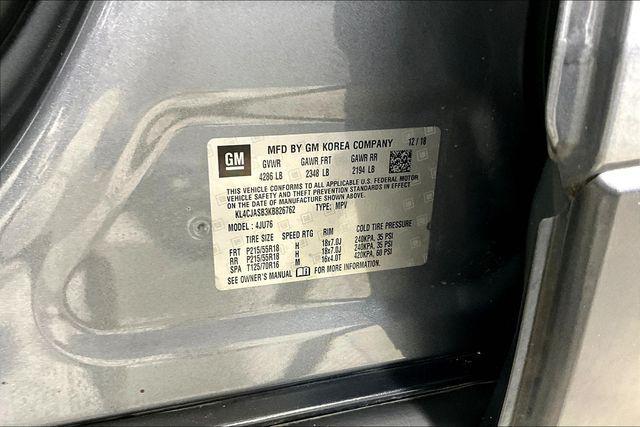 GM MFD BY GM KOREA COMPANY 12 / 18
GVWR GAWR FRT GAWR RR
4286 LB 2348 LB 2194 LB
THIS VEHICLE CONFORMS TO ALL APPLICABLE U.S. FEDERAL MOTOR
VEHICLE SAFETY AND THEFT PREVENTION STANDARDS IN EFFECT
ON THE DATE OF MANUFACTURE SHOWN ABOVE.
KL4CJASB3KB826762 TYPE: MPV
MODEL: 4JU76
TIRE SIZE SPEED RTG RIM COLD TIRE PRESSURE
FRT P215/55R18 H 18x7.0J 240KPA, 35 PSI
RR P215/55R18 H 18x7.0J 240KPA, 35 PSI
SPA T125/70R16 M 16x4.0T 420KPA, 60 PSI
SEE OWNER'S MANUAL FOR MORE INFORMATION.